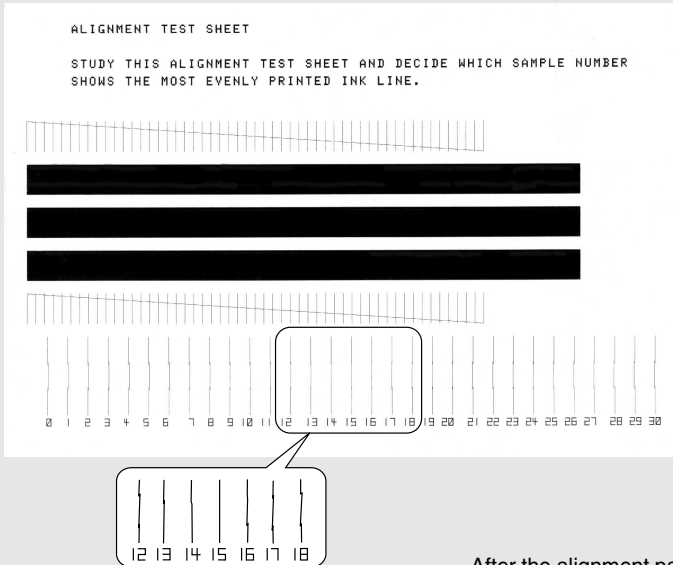 ALIGNMENT TEST SHEET
STUDY THIS ALIGNMENT TEST SHEET AND DECIDE WHICH SAMPLE NUMBER
SHOWS THE MOST EVENLY PRINTED INK LINE.
0 1 2 3 4 5 6 7 8 9 10 11 12 13 14 15 16 17 18 19 20 21 22 23 24 25 26 27 28 29 30
12 13 14 15 16 17 18
After the alignment